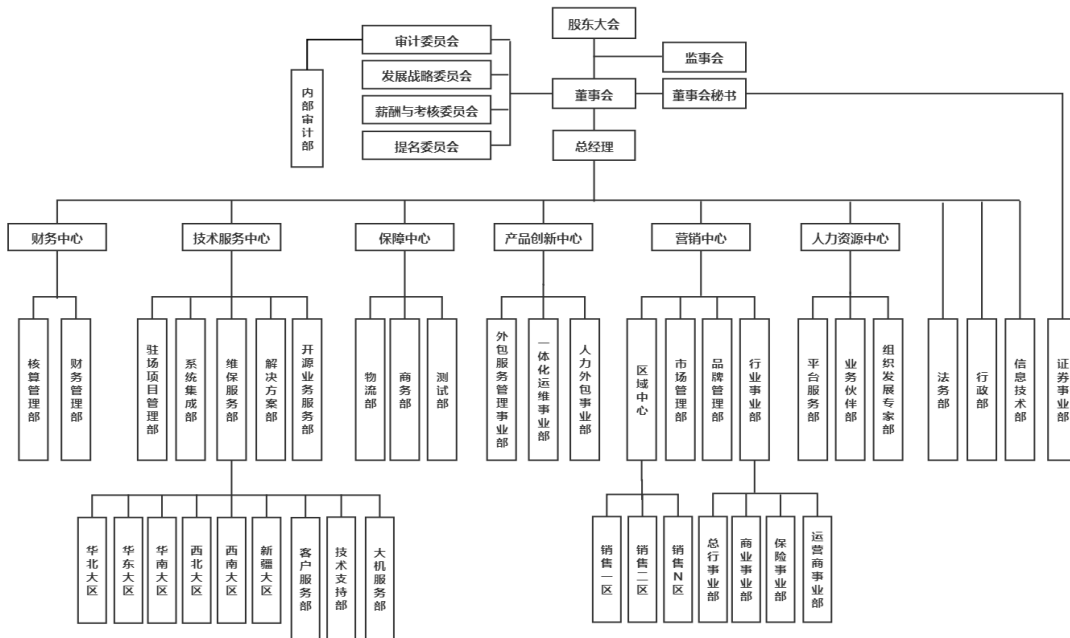 股东大会
审计委员会
监事会
发展战略委员会
内部审计部
董事会
董事会秘书
薪酬与考核委员会
提名委员会
总经理
财务中心
技术服务中心
保障中心
产品创新中心
营销中心
人力资源中心
核算管理部
财务管理部
驻场项目管理部
系统集成部
维保服务部
解决方案部
开源业务服务部
物流部
商务部
测试部
外包服务管理事业部
一体化运维事业部
人力外包事业部
区域中心
市场管理部
品牌管理部
行业事业部
平台服务部
业务伙伴部
组织发展专家部
法务部
行政部
信息技术部
证券事业部
华北大区
华东大区
华南大区
西北大区
西南大区
新疆大区
客户服务部
技术支持部
大机服务部
销售一区
销售二区
销售N区
总行事业部
商业事业部
保险事业部
运营商事业部